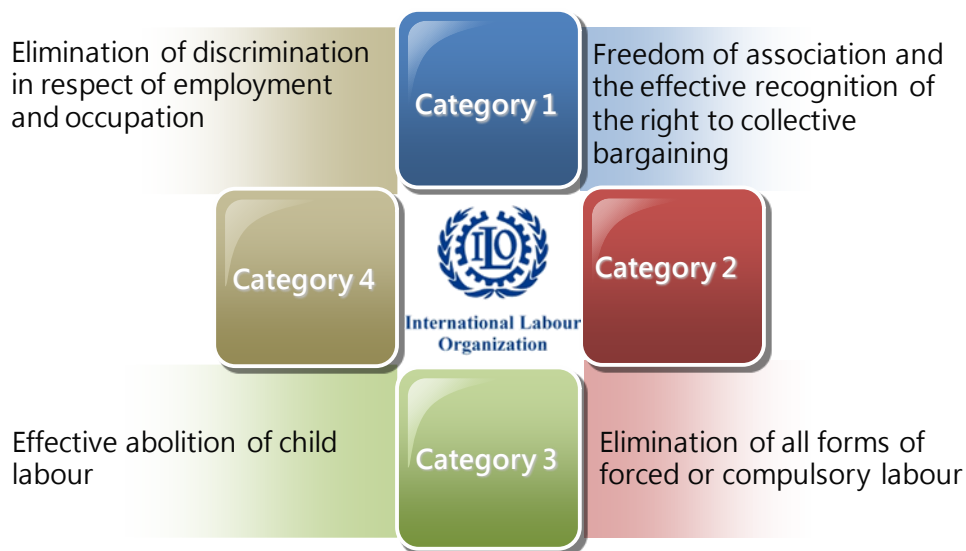 Elimination of discrimination
in respect of employment
and occupation
Category 1
Freedom of association and
the effective recognition of
the right to collective
bargaining
Category 4
ILO
International Labour
Organization
Category 2
Effective abolition of child
labour
Category 3
Elimination of all forms of
forced or compulsory labour